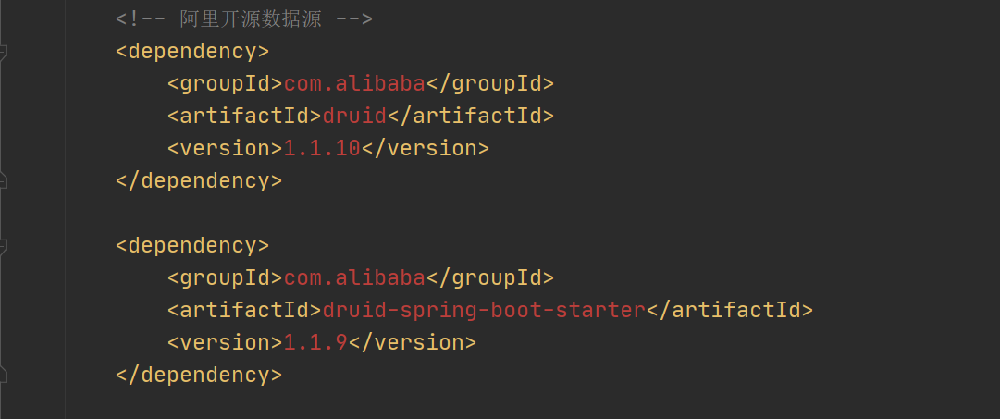 <!-- 阿里开源数据源 -->
<dependency>
<groupId>com.alibaba</groupId>
<artifactId>druid</artifactId>
<version>1.1.10</version>
</dependency>
<dependency>
<groupId>com.alibaba</groupId>
<artifactId>druid-spring-boot-starter</artifactId>
<version>1.1.9</version>
</dependency>